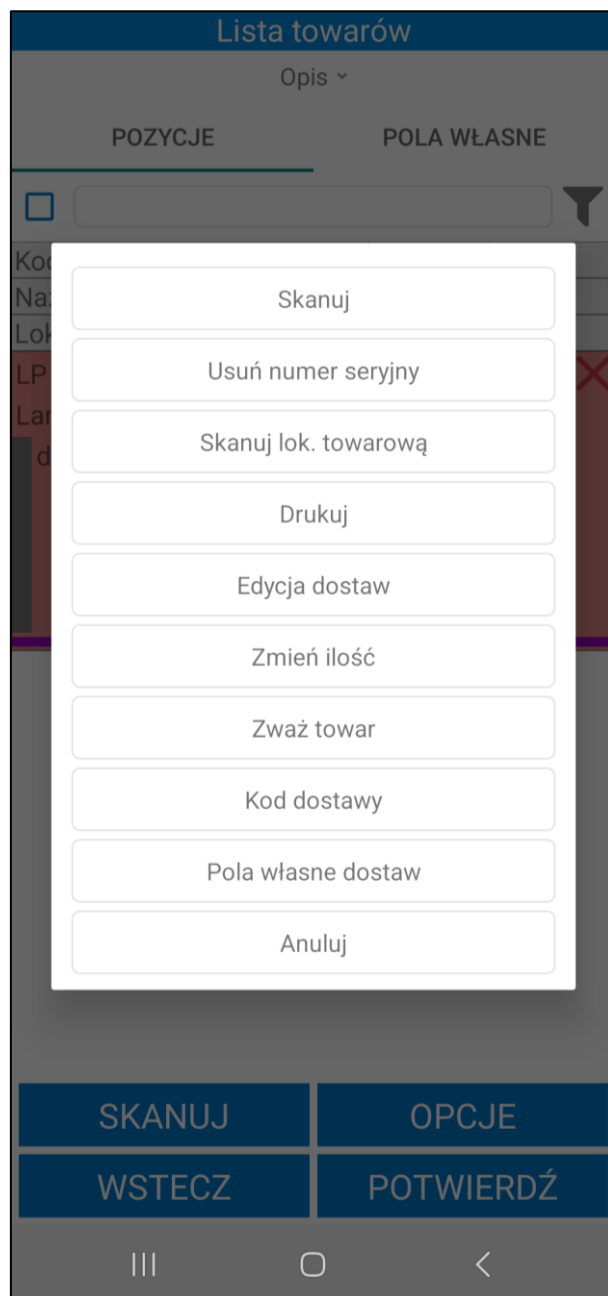 Lista towarów
Opis
POZYCJE POLA WŁASNE
Skanuj
Usuń numer seryjny
Skanuj lok. towarową
Drukuj
Edycja dostaw
Zmień ilość
Zważ towar
Kod dostawy
Pola własne dostaw
Anuluj
LP
SKANUJ OPCJE
WSTECZ POTWIERDŹ